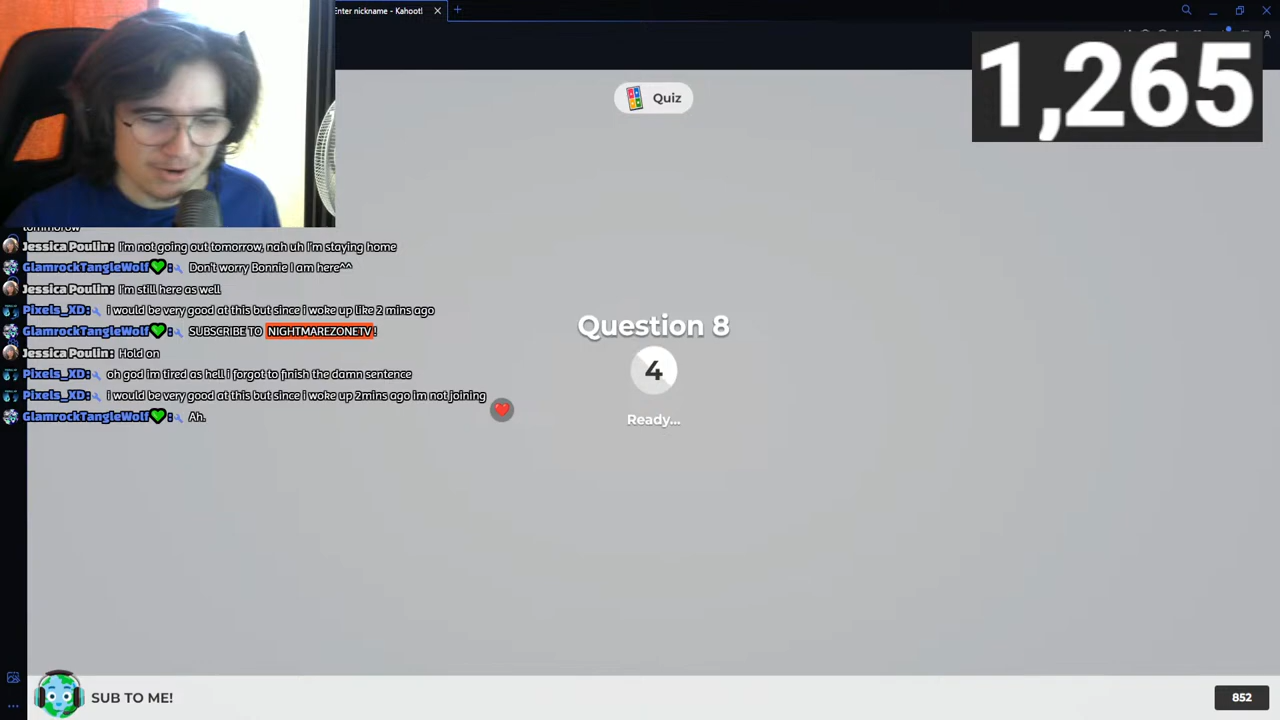 Enter nickname - Kahoot!
1,265
Quiz
tommorow
Jessica Poulin: I'm not going out tomorrow, nah uh I'm staying home
GlamrockTangleWolf💚: Don't worry Bonnie I am here^^
Jessica Poulin: I'm still here as well
Pixels_XD: i would be very good at this but since i woke up like 2 mins ago
GlamrockTangleWolf💚: SUBSCRIBE TO NIGHTMAREZONETV!
Jessica Poulin: Hold on
Pixels_XD: oh god im tired as hell i forgot to finish the damn sentence
Pixels_XD: i would be very good at this but since i woke up 2mins ago im not joining
GlamrockTangleWolf💚: Ah.
Question 8
4
Ready...
SUB TO ME!
852